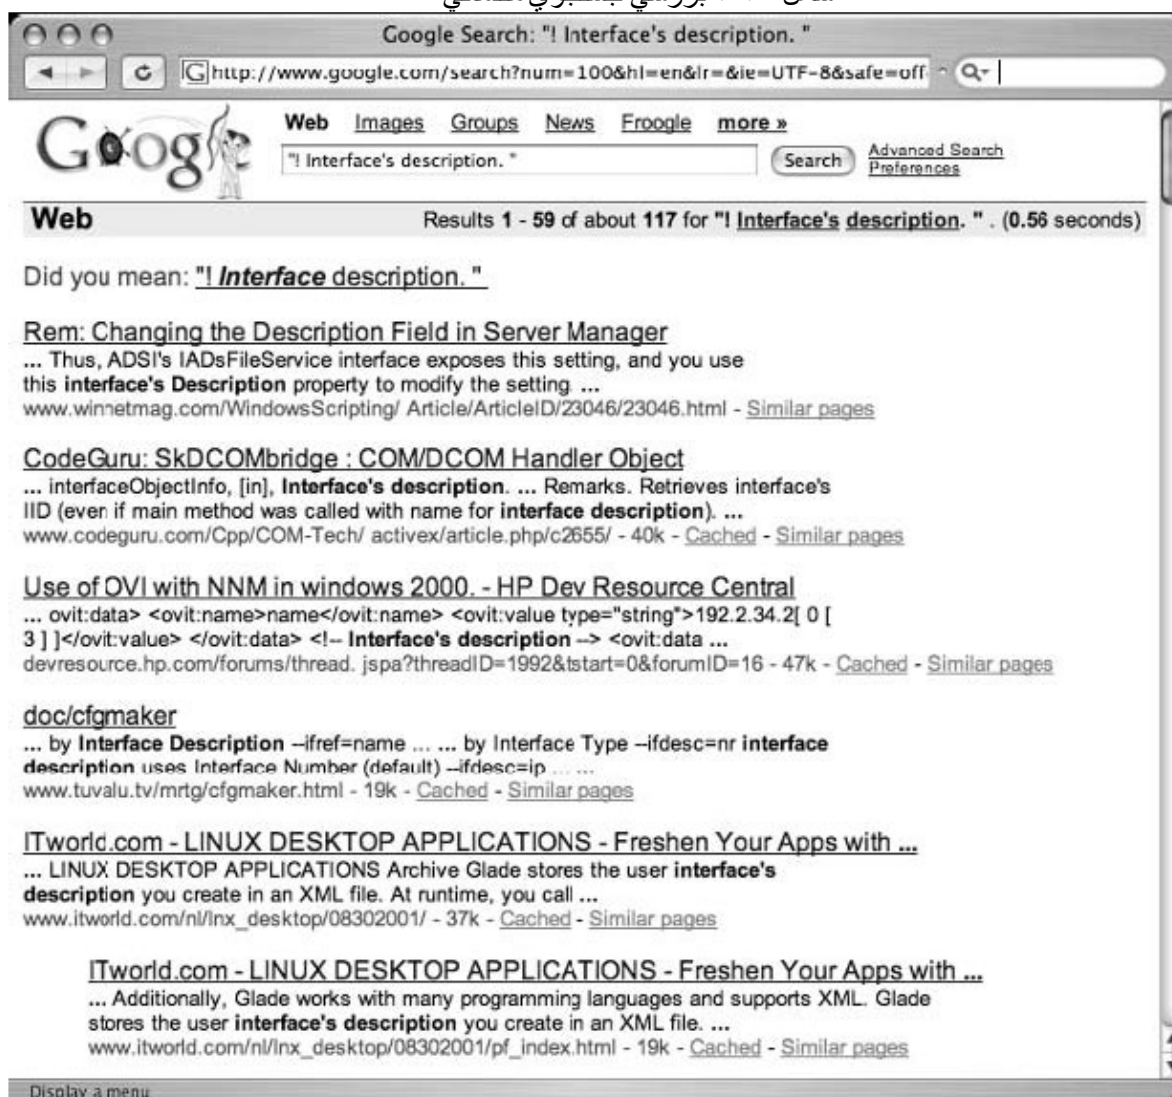 Google Search: "! Interface's description. "
http://www.google.com/search?num=100&hl=en&lr=&ie=UTF-8&safe=off
Google
Web Images Groups News Froogle more »
"! Interface's description. "
Search
Advanced Search
Preferences
Web Results 1 - 59 of about 117 for "! Interface's description. " . (0.56 seconds)
Did you mean: "! Interface description. "
Rem: Changing the Description Field in Server Manager
... Thus, ADSI's IADsFileService interface exposes this setting, and you use
this interface's Description property to modify the setting ...
www.winnetmag.com/WindowsScripting/ Article/ArticleID/23046/23046.html - Similar pages
CodeGuru: SkDCOMbridge : COM/DCOM Handler Object
... interfaceObjectInfo, [in], Interface's description. ... Remarks. Retrieves interface's
IID (even if main method was called with name for interface description). ...
www.codeguru.com/Cpp/COM-Tech/ activex/article.php/c2655/ - 40k - Cached - Similar pages
Use of OVI with NNM in windows 2000. - HP Dev Resource Central
... ovit:data> <ovit:name>name</ovit:name> <ovit:value type="string">192.2.34.2[ 0 [
3 ] ]</ovit:value> </ovit:data> <!-- Interface's description --> <ovit:data ...
devresource.hp.com/forums/thread. jspa?threadID=1992&tstart=0&forumID=16 - 47k - Cached - Similar pages
doc/cfgmaker
... by Interface Description --ifref=name ... ... by Interface Type --ifdesc=nr interface
description uses Interface Number (default) --ifdesc=ip ... ...
www.tuvalu.tv/mrtg/cfgmaker.html - 19k - Cached - Similar pages
ITworld.com - LINUX DESKTOP APPLICATIONS - Freshen Your Apps with ...
... LINUX DESKTOP APPLICATIONS Archive Glade stores the user interface's
description you create in an XML file. At runtime, you call ...
www.itworld.com/nl/lnx_desktop/08302001/ - 37k - Cached - Similar pages
ITworld.com - LINUX DESKTOP APPLICATIONS - Freshen Your Apps with ...
... Additionally, Glade works with many programming languages and supports XML. Glade
stores the user interface's description you create in an XML file. ...
www.itworld.com/nl/lnx_desktop/08302001/pf_index.html - 19k - Cached - Similar pages
Display a menu